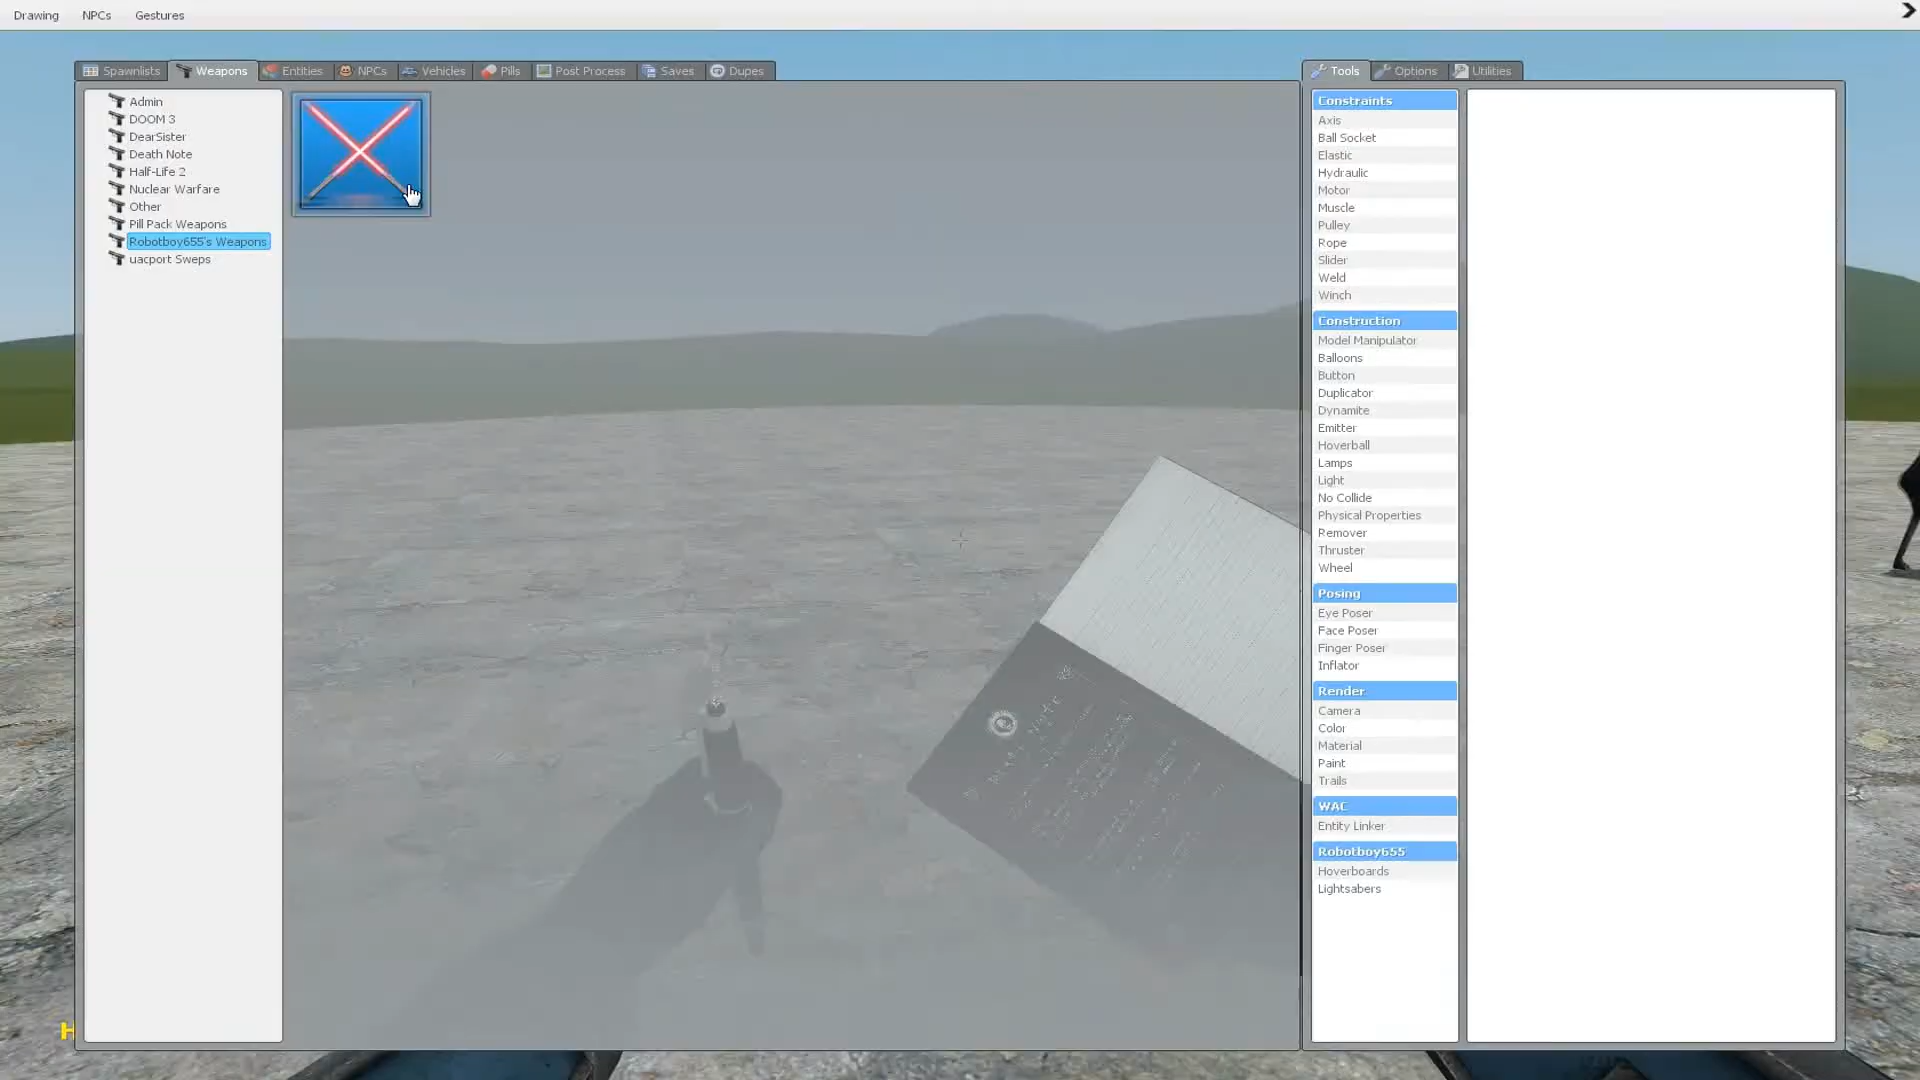 Drawing NPCs Gestures
Spawnlists Weapons Entities NPCs Vehicles Pills Post Process Saves Dupes
Tools Options Utilities
Admin
DOOM 3
DearSister
Death Note
Half-Life 2
Nuclear Warfare
Other
Pill Pack Weapons
Robotboy655's Weapons
uacport Sweps
Constraints
Axis
Ball Socket
Elastic
Hydraulic
Motor
Muscle
Pulley
Rope
Slider
Weld
Winch
Construction
Model Manipulator
Balloons
Button
Duplicator
Dynamite
Emitter
Hoverball
Lamps
Light
No Collide
Physical Properties
Remover
Thruster
Wheel
Posing
Eye Poser
Face Poser
Finger Poser
Inflator
Render
Camera
Color
Material
Paint
Trails
WAC
Entity Linker
Robotboy655
Hoverboards
Lightsabers
H